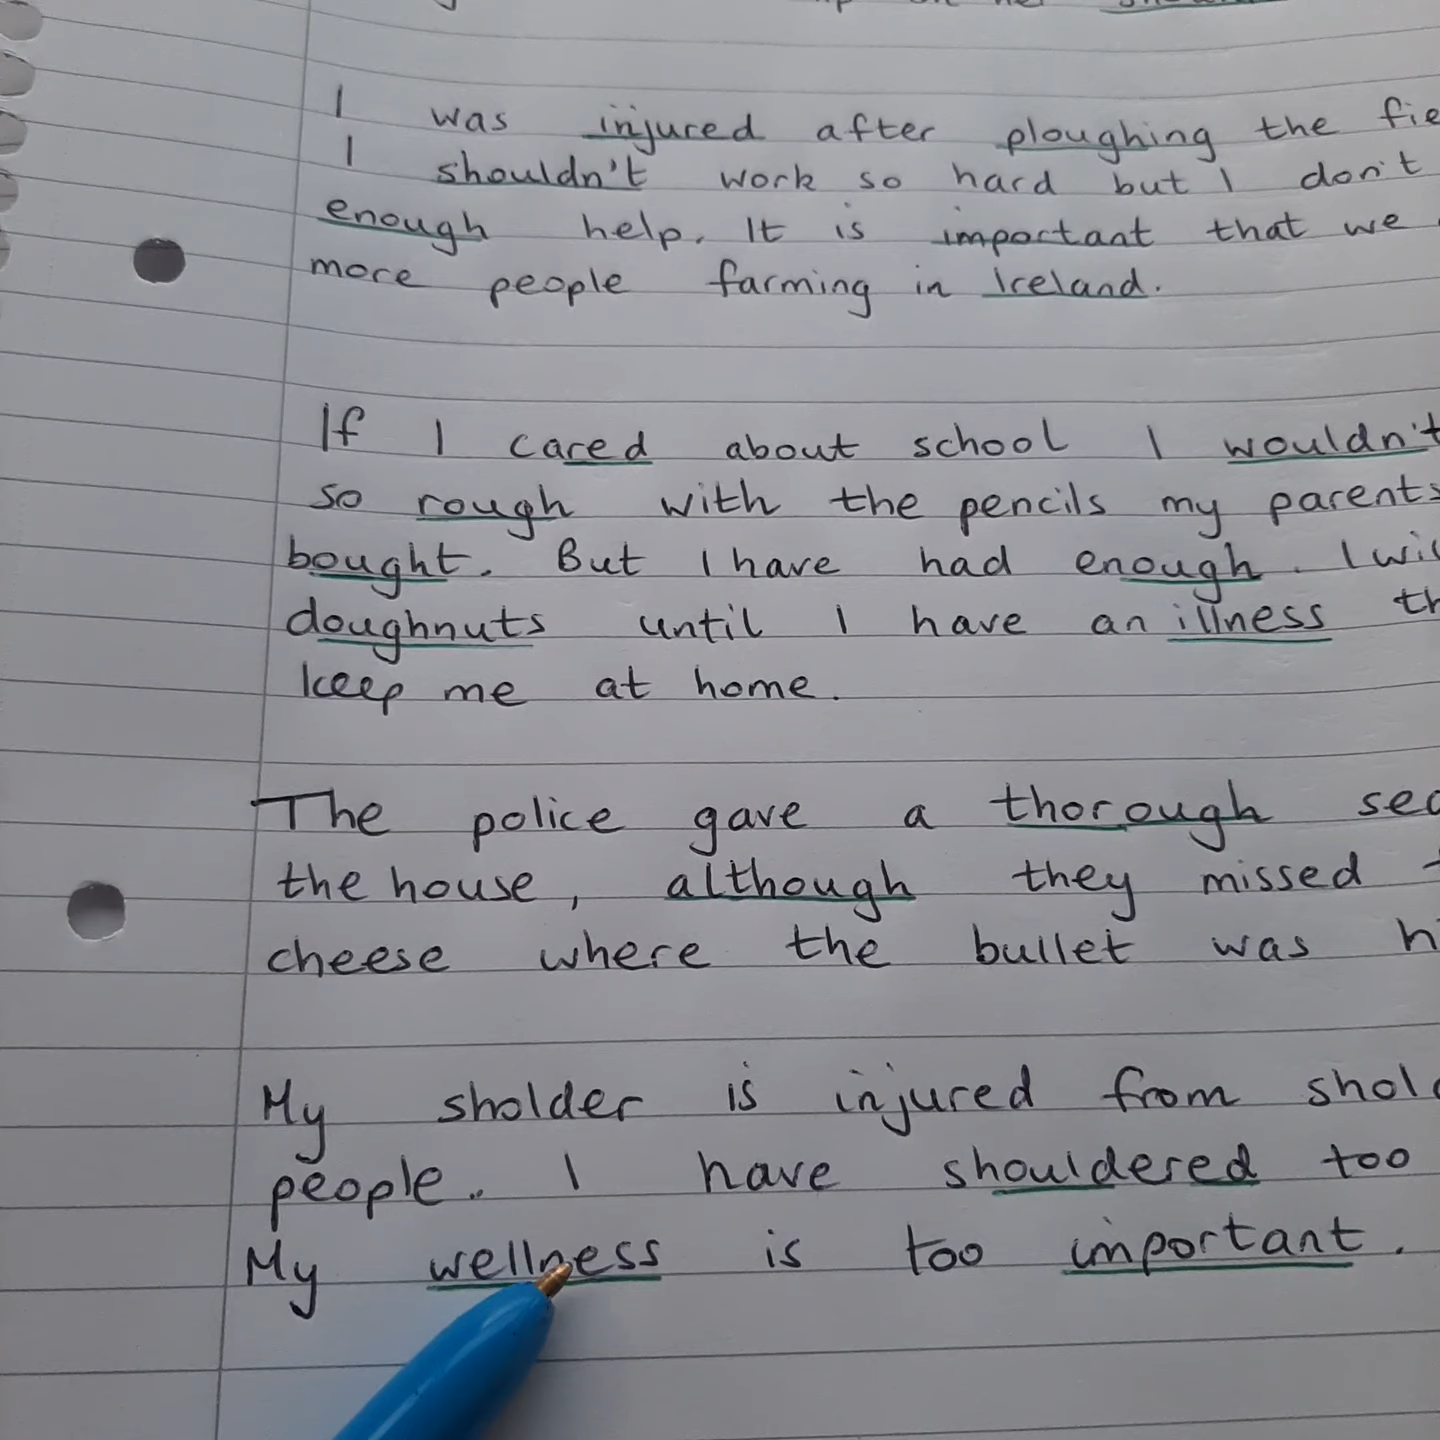 I was injured after ploughing the
I shouldn't work so hard but I don't
enough help. It is important that we
more people farming in Iceland.
If I cared about school I wouldn't
so rough with the pencils my parents
bought. But I have had enough. I
doughnuts until I have an illness
keep me at home.
The police gave a thorough
the house, although they missed
cheese where the bullet was
My sholder is injured from
people. I have shouldered too
My wellness is too important.